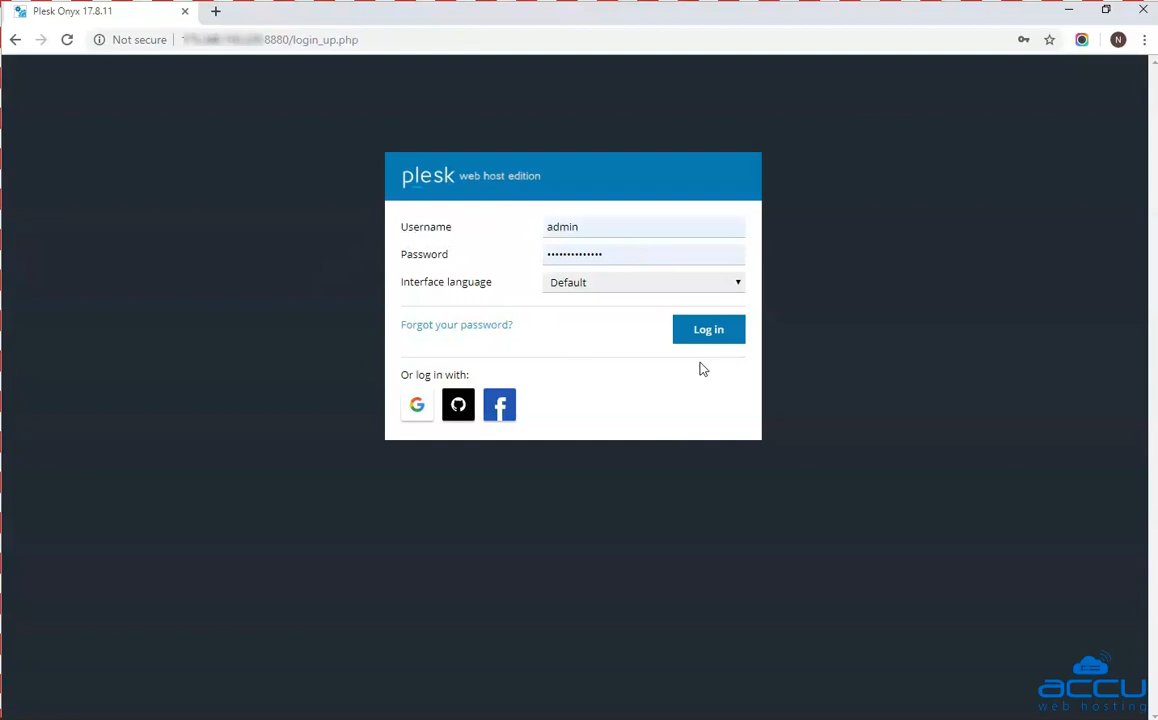 Plesk Onyx 17.8.11
Not secure
8880/login_up.php
N
plesk web host edition
Username
admin
Password
••••••••••••••
Interface language
Default
Forgot your password?
Log in
Or log in with:
accu
web hosting